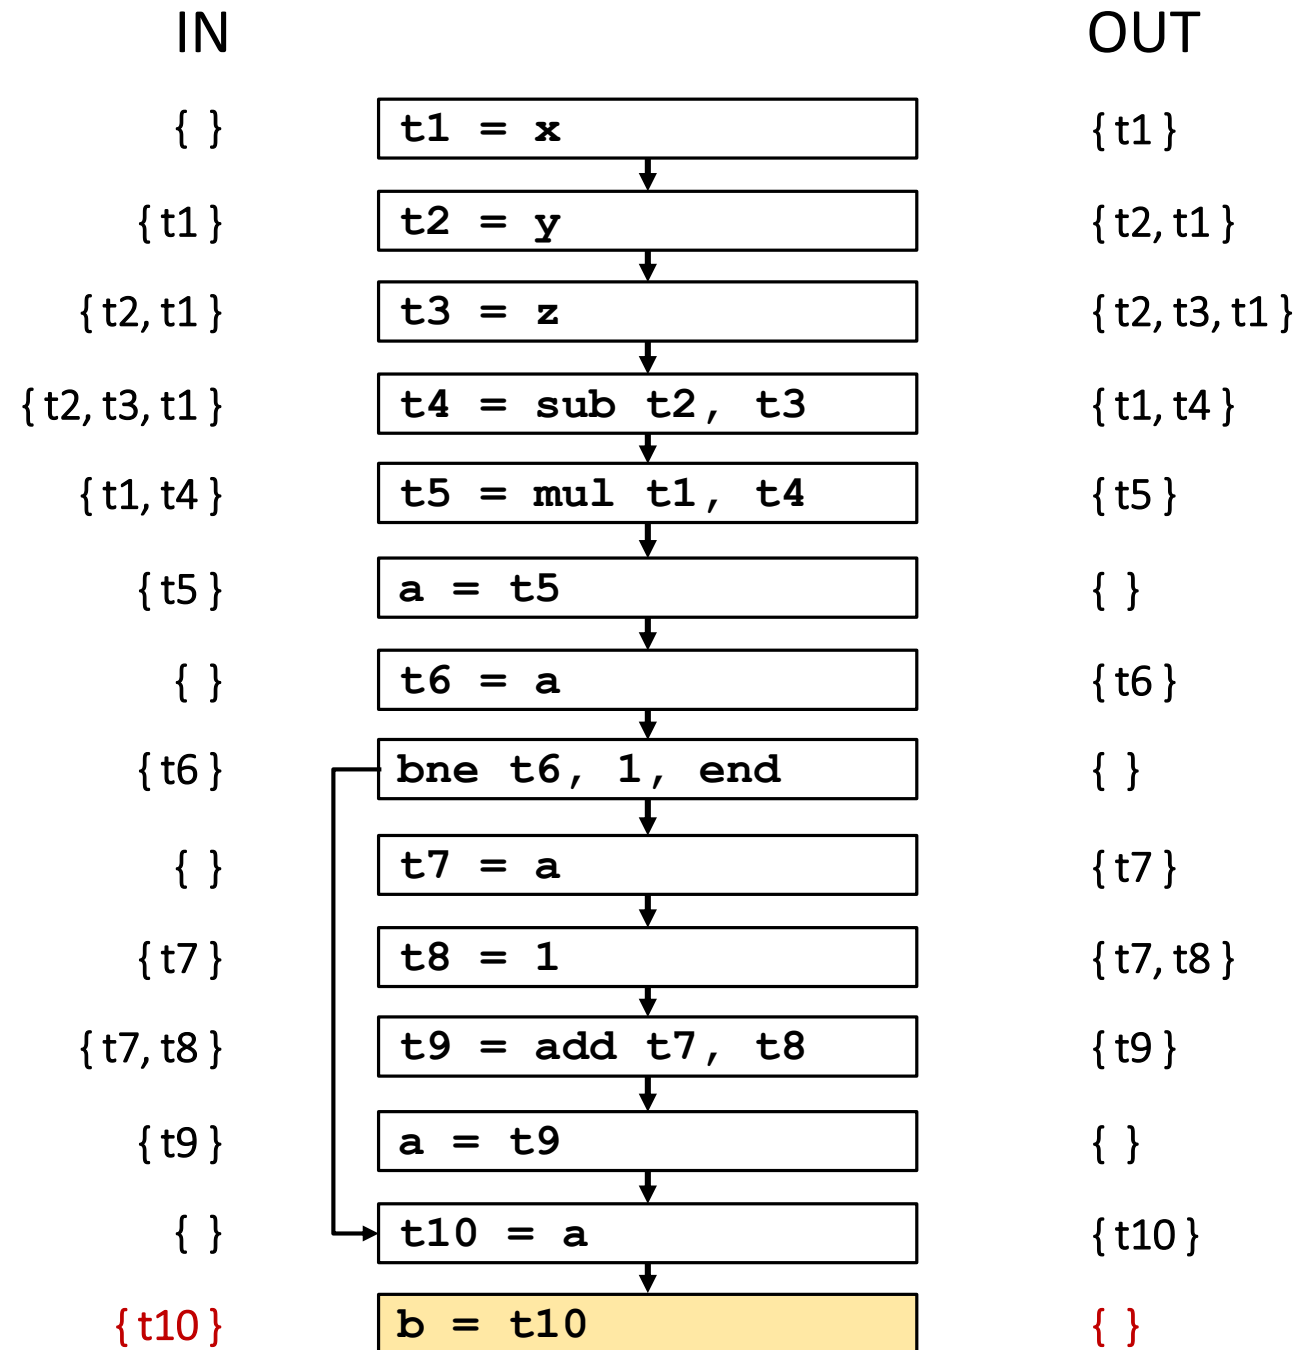 IN OUT
{ } t1 = x { t1 }
{ t1 } t2 = y { t2, t1 }
{ t2, t1 } t3 = z { t2, t3, t1 }
{ t2, t3, t1 } t4 = sub t2, t3 { t1, t4 }
{ t1, t4 } t5 = mul t1, t4 { t5 }
{ t5 } a = t5 { }
{ } t6 = a { t6 }
{ t6 } bne t6, 1, end { }
{ } t7 = a { t7 }
{ t7 } t8 = 1 { t7, t8 }
{ t7, t8 } t9 = add t7, t8 { t9 }
{ t9 } a = t9 { }
{ } t10 = a { t10 }
{ t10 } b = t10 { }